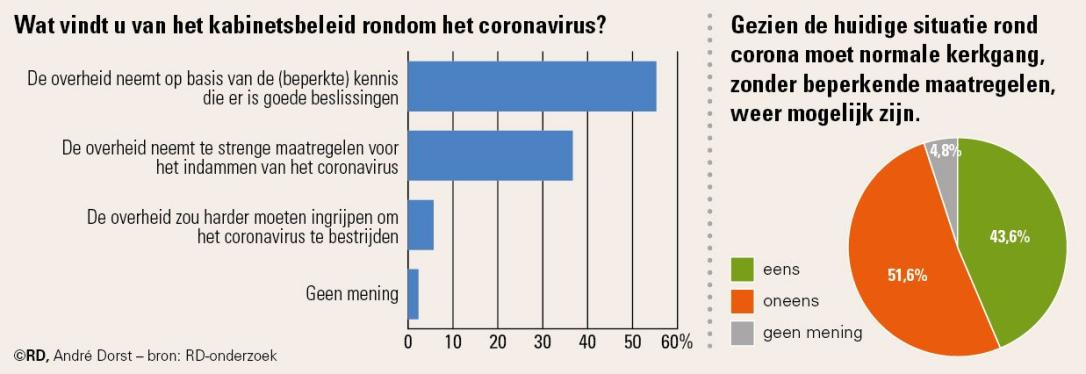 Wat vindt u van het kabinetsbeleid rondom het coronavirus?
De overheid neemt op basis van de (beperkte) kennis
die er is goede beslissingen
De overheid neemt te strenge maatregelen voor
het indammen van het coronavirus
De overheid zou harder moeten ingrijpen om
het coronavirus te bestrijden
Geen mening
0 10 20 30 40 50 60%
©RD, André Dorst – bron: RD-onderzoek
Gezien de huidige situatie rond
corona moet normale kerkgang,
zonder beperkende maatregelen,
weer mogelijk zijn.
4,8%
43,6%
51,6%
eens
oneens
geen mening